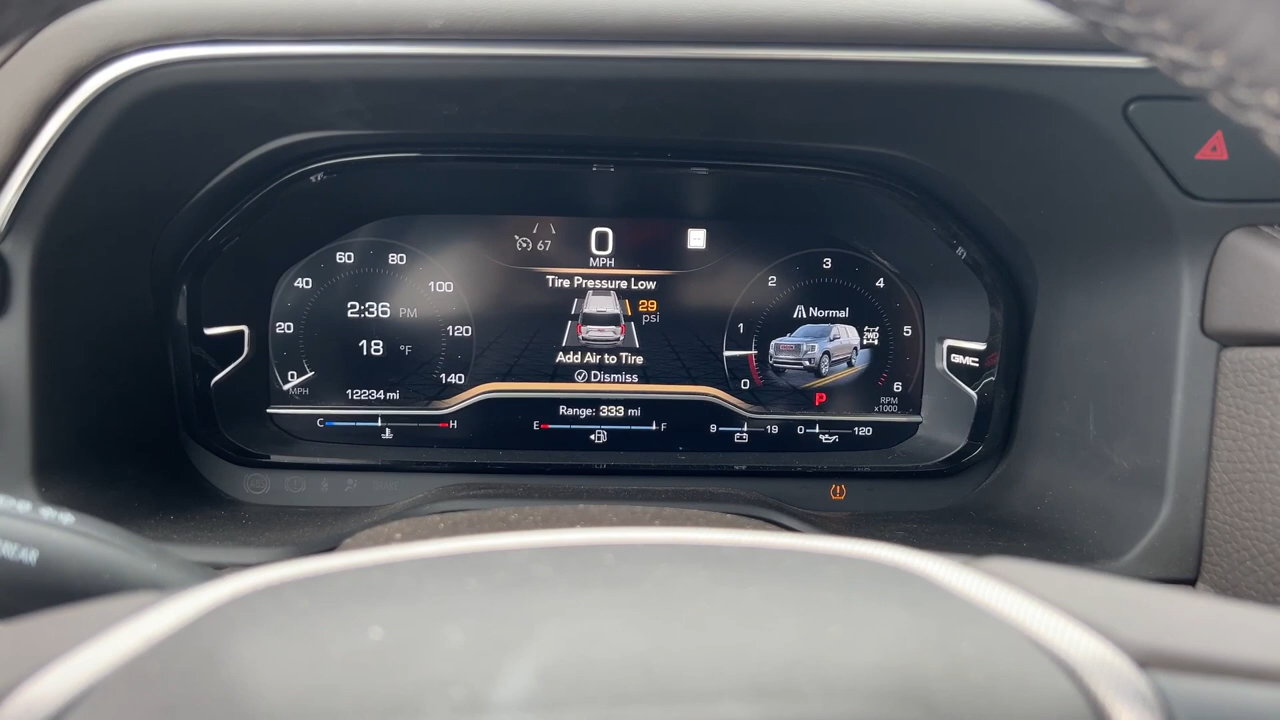 67
0
MPH
Tire Pressure Low
29
psi
Add Air to Tire
Dismiss
0
20
40
60
80
100
120
140
MPH
2:36 PM
18 °F
12234 mi
0
1
2
3
4
5
6
RPM
x1000
Normal
2WD
P
GMC
C H
Range: 333 mi
E F
9 19
0 120
REAR